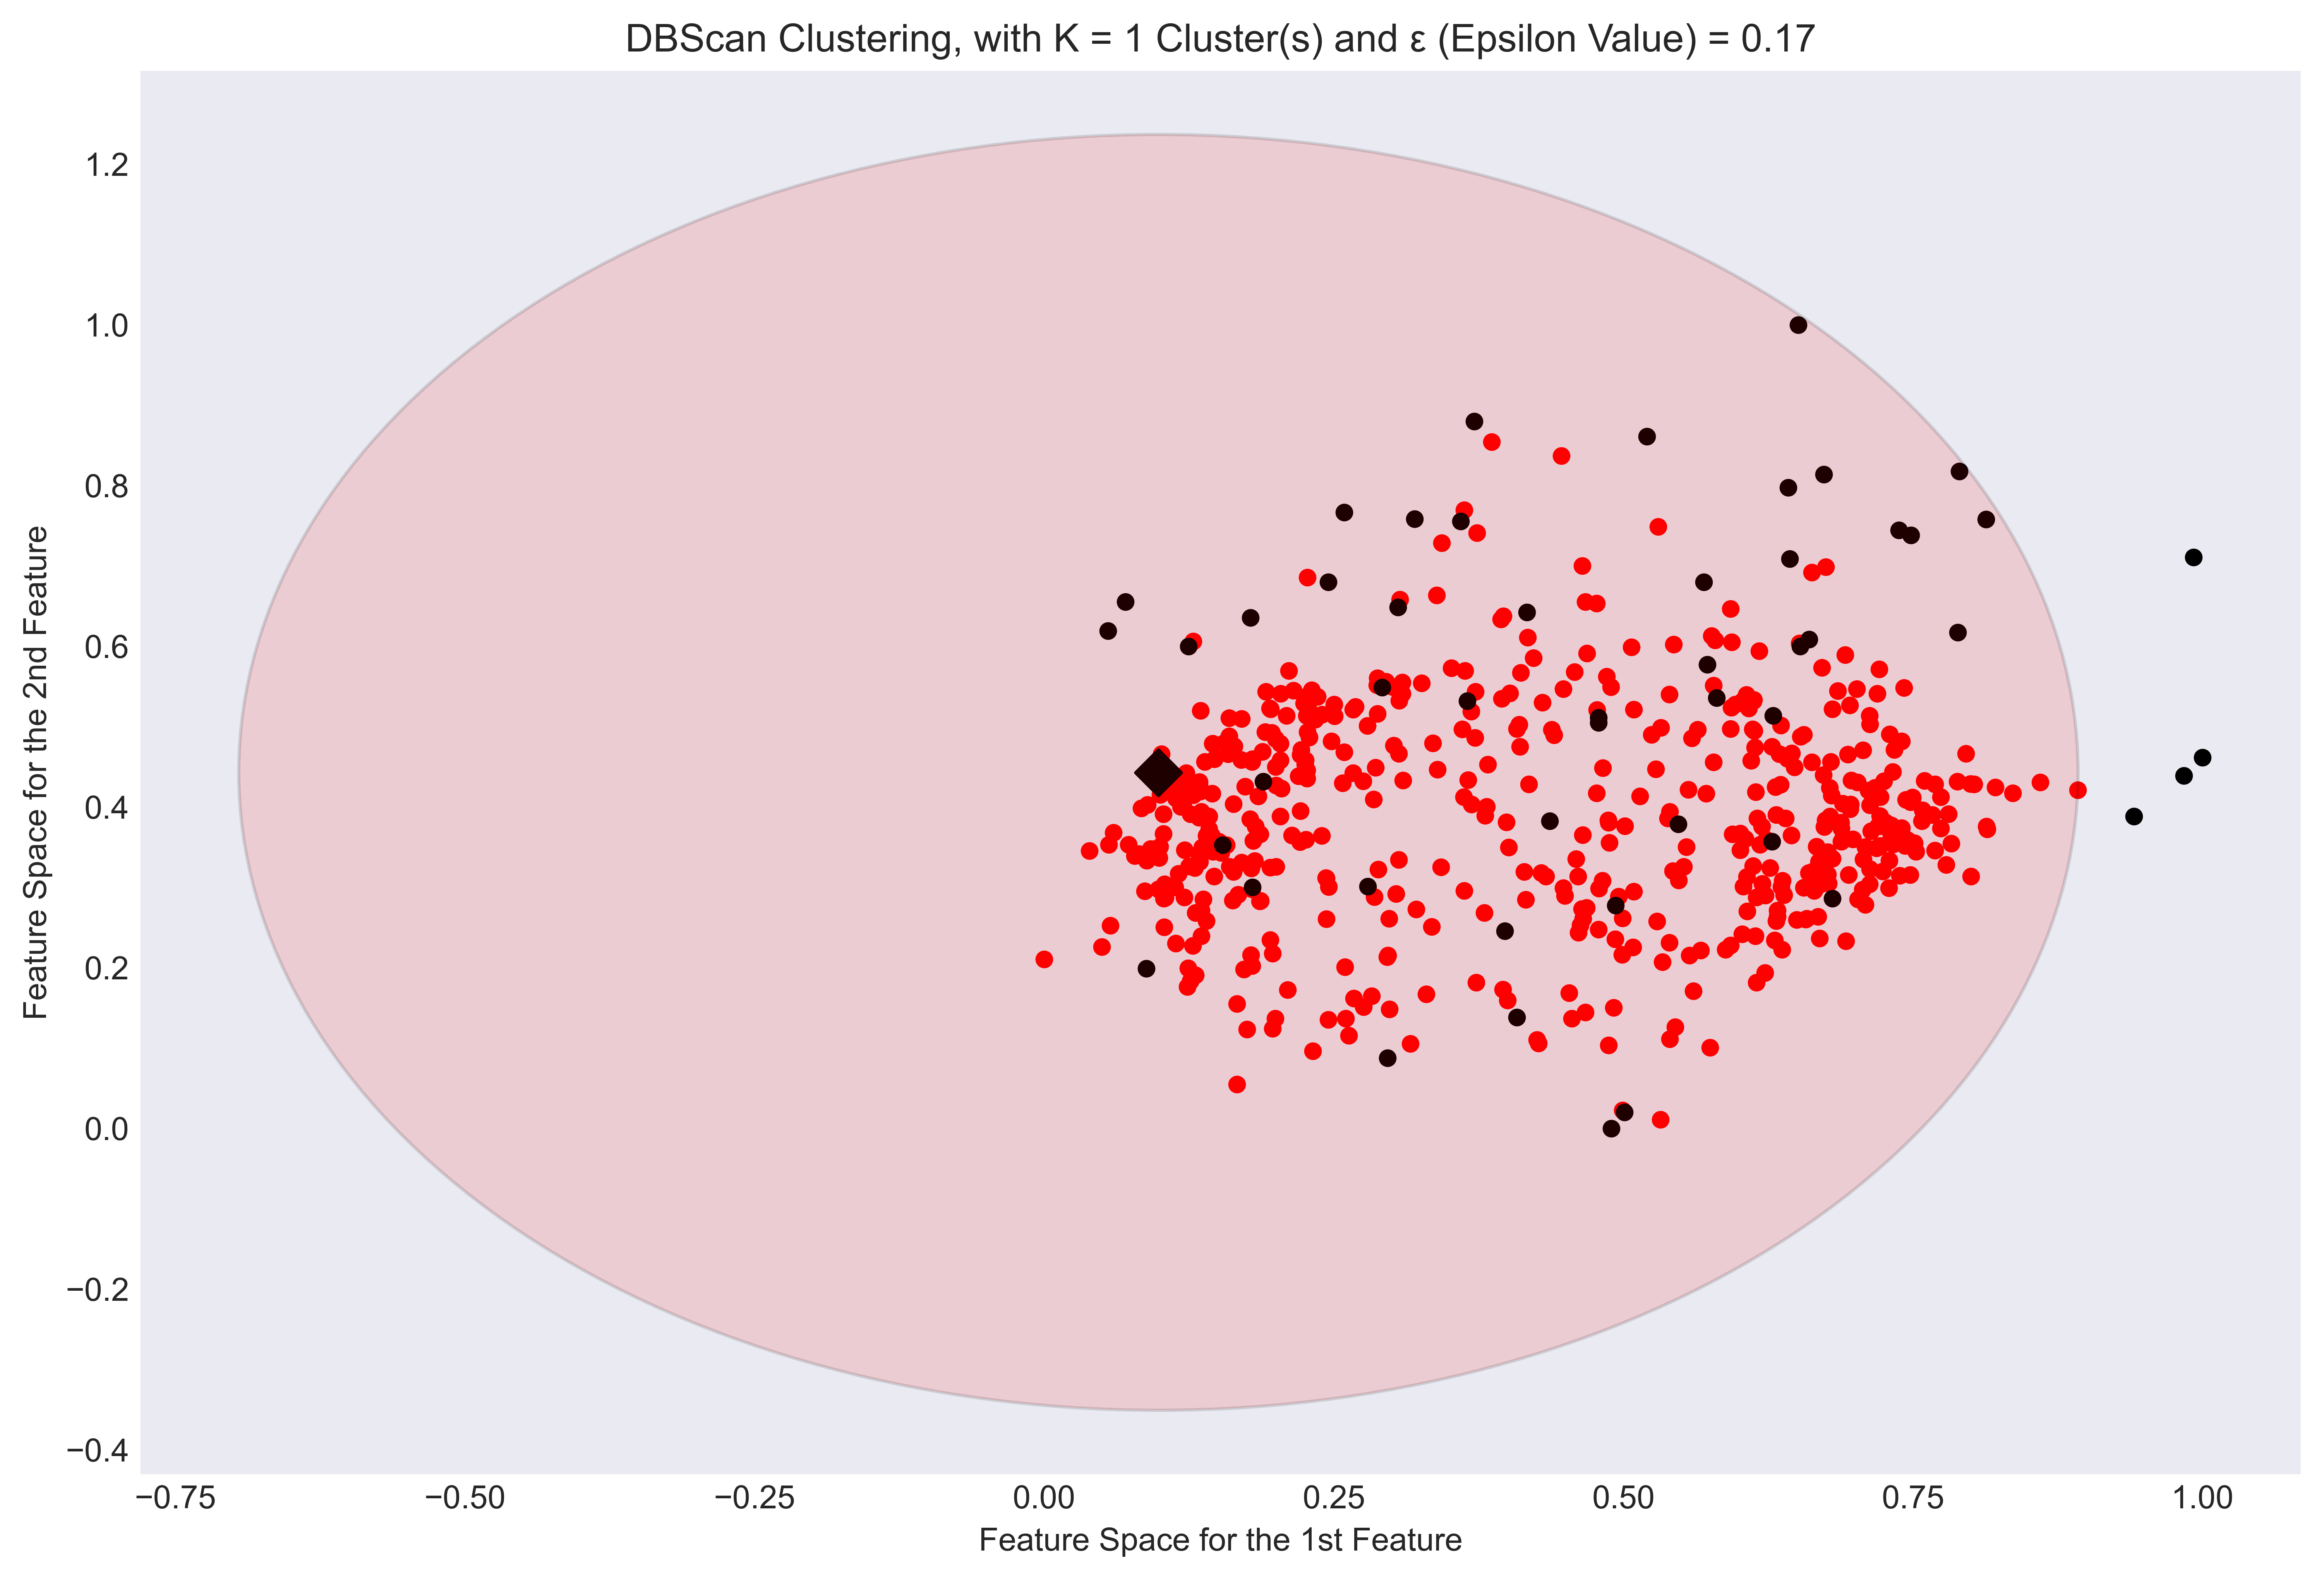 DBScan Clustering, with K = 1 Cluster(s) and ε (Epsilon Value) = 0.17
Feature Space for the 2nd Feature
1.2
1.0
0.8
0.6
0.4
0.2
0.0
−0.2
−0.4
−0.75 −0.50 −0.25 0.00 0.25 0.50 0.75 1.00
Feature Space for the 1st Feature